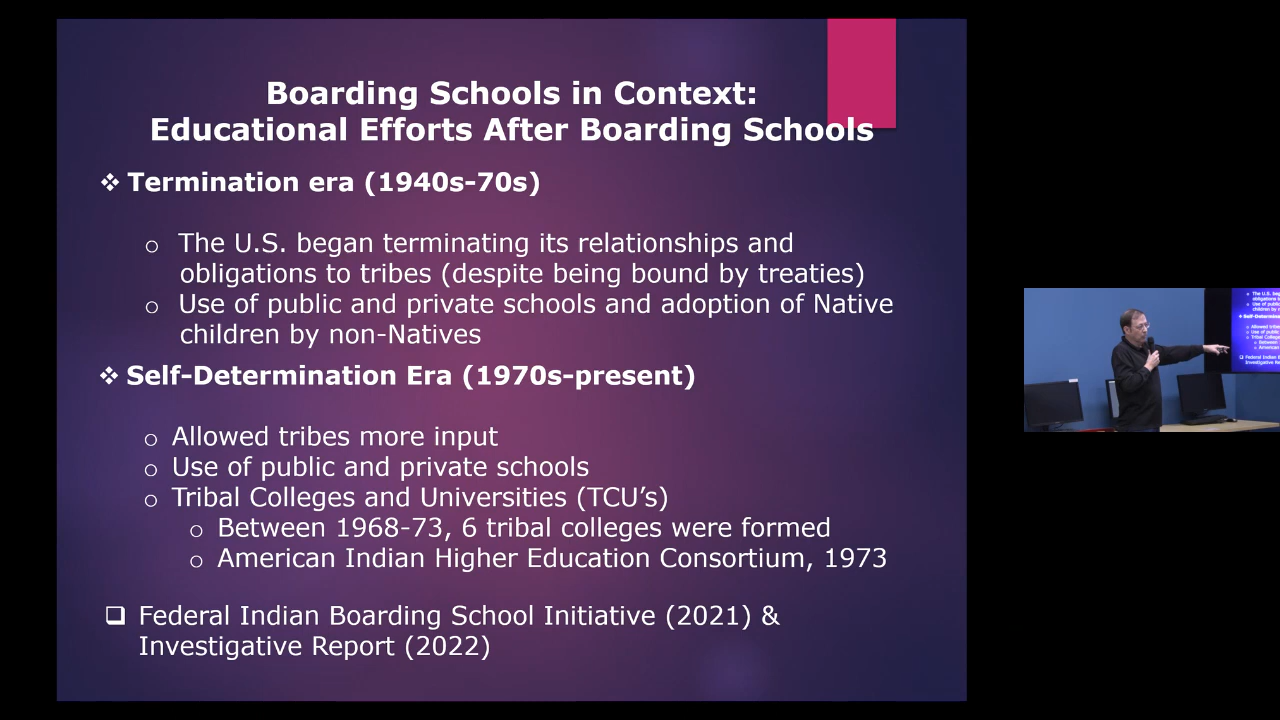 Boarding Schools in Context:
Educational Efforts After Boarding Schools
❖ Termination era (1940s-70s)
o The U.S. began terminating its relationships and
obligations to tribes (despite being bound by treaties)
o Use of public and private schools and adoption of Native
children by non-Natives
❖ Self-Determination Era (1970s-present)
o Allowed tribes more input
o Use of public and private schools
o Tribal Colleges and Universities (TCU’s)
o Between 1968-73, 6 tribal colleges were formed
o American Indian Higher Education Consortium, 1973
❑ Federal Indian Boarding School Initiative (2021) &
Investigative Report (2022)